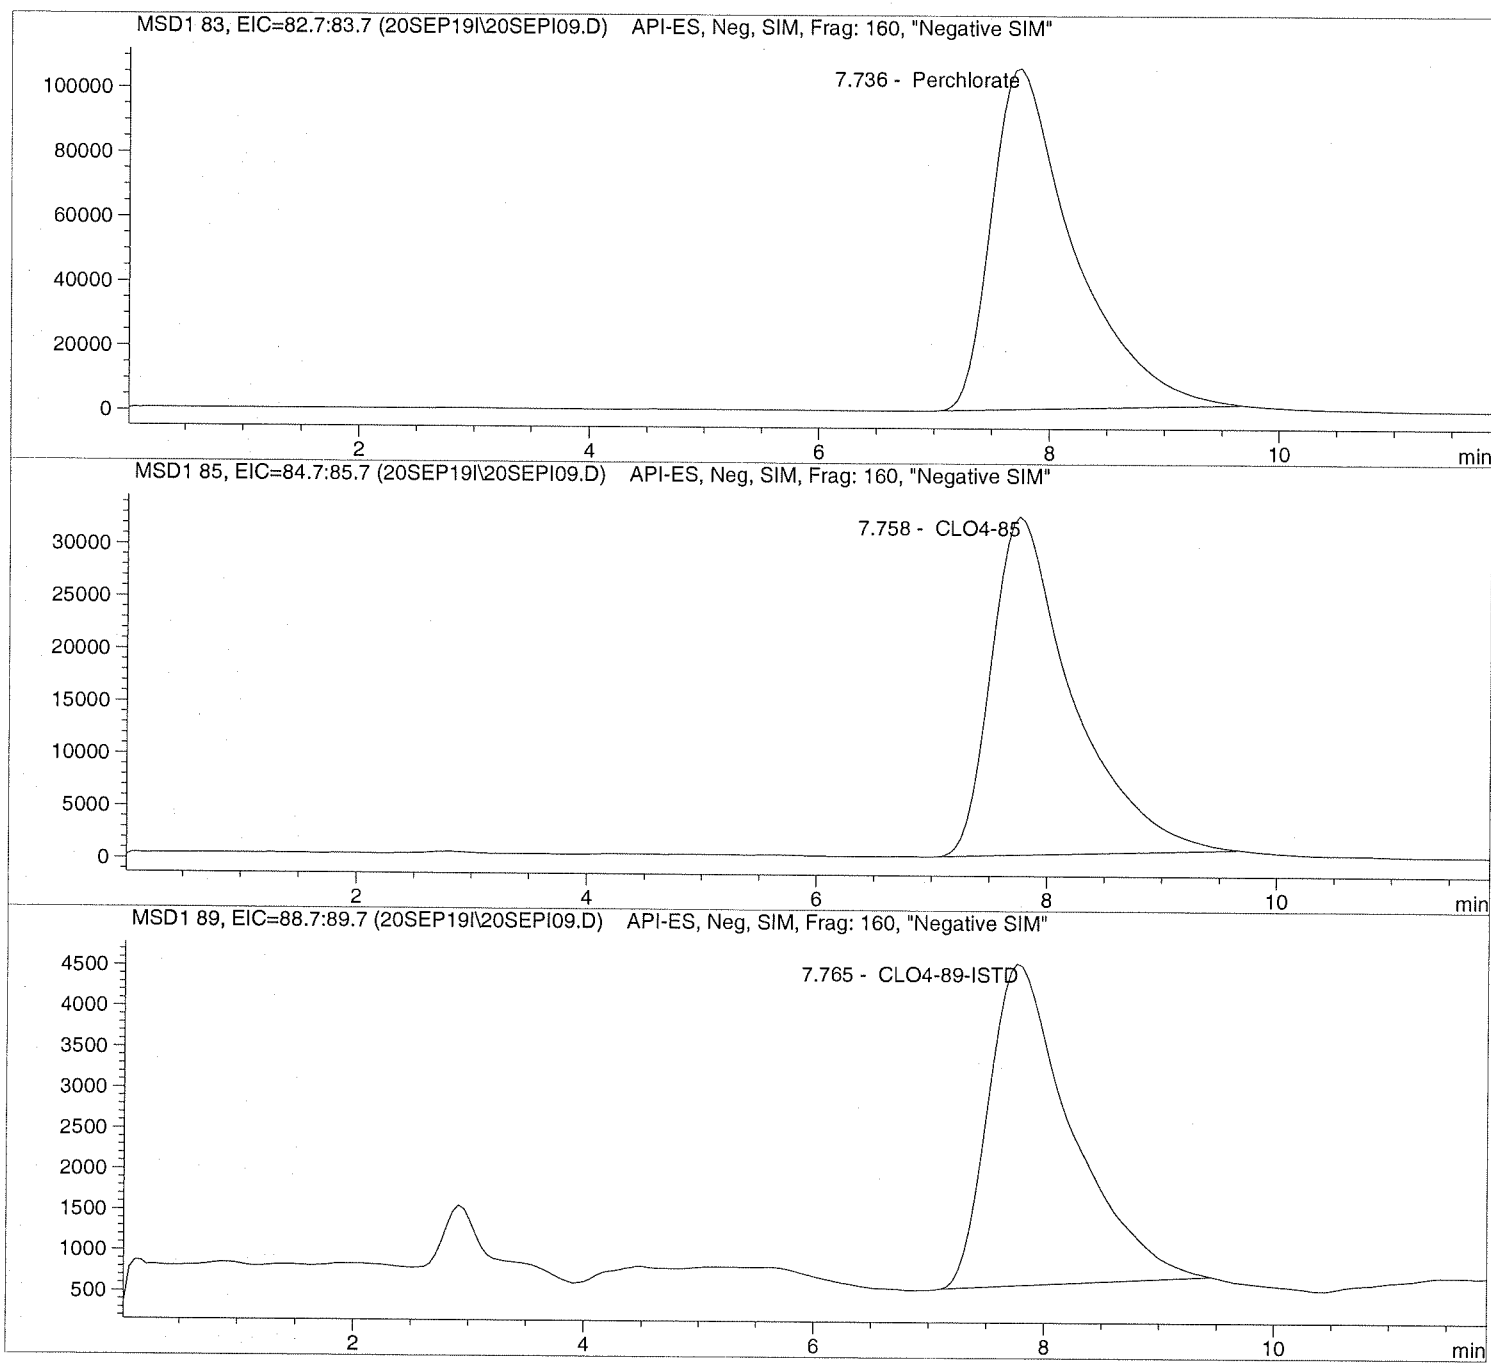 MSD1 83, EIC=82.7:83.7 (20SEP19I\20SEPI09.D) API-ES, Neg, SIM, Frag: 160, "Negative SIM"
7.736 - Perchlorate
100000
80000
60000
40000
20000
0
2 4 6 8 10 min
MSD1 85, EIC=84.7:85.7 (20SEP19I\20SEPI09.D) API-ES, Neg, SIM, Frag: 160, "Negative SIM"
7.758 - CLO4-85
30000
25000
20000
15000
10000
5000
0
2 4 6 8 10 min
MSD1 89, EIC=88.7:89.7 (20SEP19I\20SEPI09.D) API-ES, Neg, SIM, Frag: 160, "Negative SIM"
7.765 - CLO4-89-ISTD
4500
4000
3500
3000
2500
2000
1500
1000
500
2 4 6 8 10 min